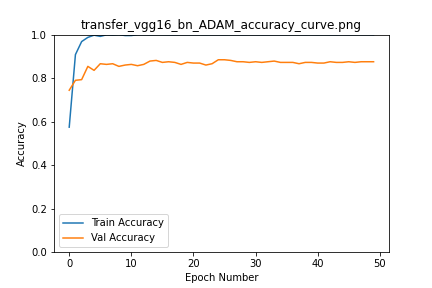 transfer_vgg16_bn_ADAM_accuracy_curve.png
1.0
0.8
0.6
0.4
0.2
0.0
Accuracy
Train Accuracy
Val Accuracy
0 10 20 30 40 50
Epoch Number